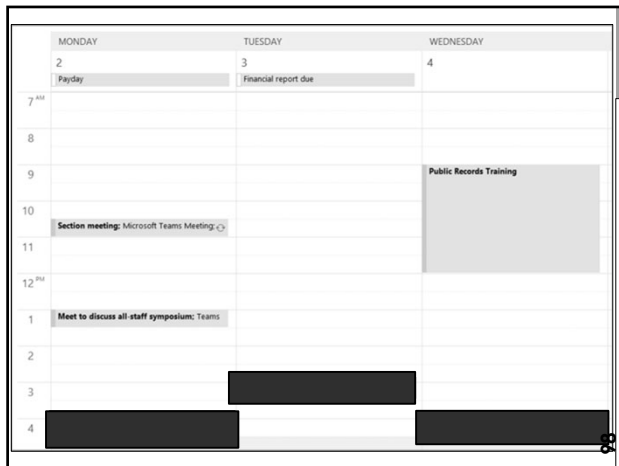 MONDAY TUESDAY WEDNESDAY
2 3 4
Payday Financial report due
7 AM
8
9
Public Records Training
10
Section meeting; Microsoft Teams Meeting;
11
12 PM
1
Meet to discuss all-staff symposium; Teams
2
3
4
98